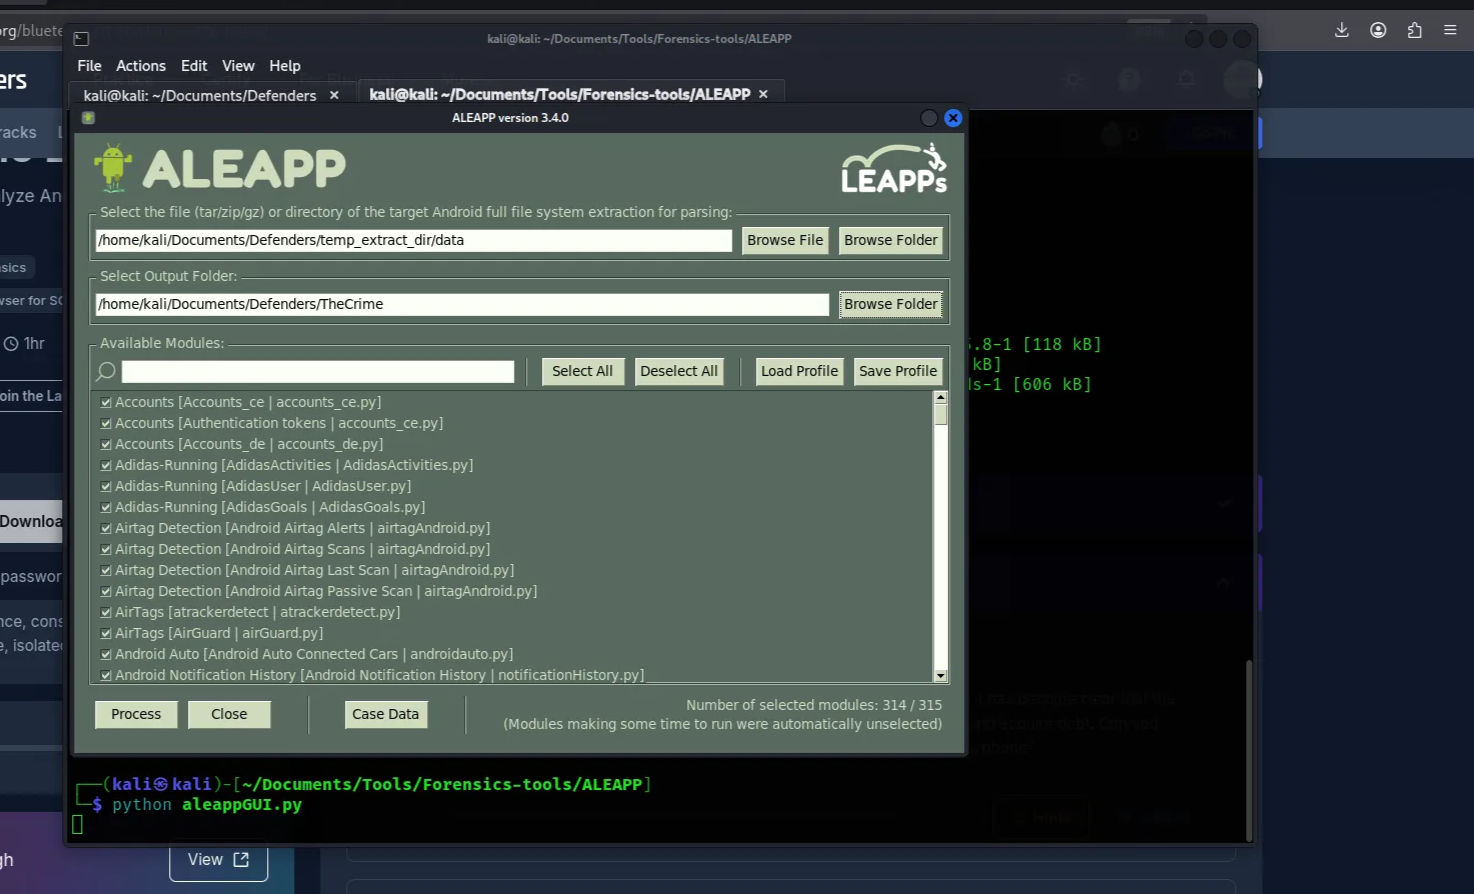 org/bluete
kali@kali: ~/Documents/Tools/Forensics-tools/ALEAPP
File Actions Edit View Help
ers
kali@kali: ~/Documents/Defenders ×
kali@kali: ~/Documents/Tools/Forensics-tools/ALEAPP ×
ALEAPP version 3.4.0
racks L
ALEAPP
LEAPPs
lyze An
Select the file (tar/zip/gz) or directory of the target Android full file system extraction for parsing:
/home/kali/Documents/Defenders/temp_extract_dir/data
Browse File
Browse Folder
sics
Select Output Folder:
/home/kali/Documents/Defenders/TheCrime
Browse Folder
wser for SO
1hr
Available Modules:
5.8-1 [118 kB]
kB]
ls-1 [606 kB]
Select All
Deselect All
Load Profile
Save Profile
oin the La
Accounts [Accounts_ce | accounts_ce.py]
Accounts [Authentication tokens | accounts_ce.py]
Accounts [Accounts_de | accounts_de.py]
Adidas-Running [AdidasActivities | AdidasActivities.py]
Adidas-Running [AdidasUser | AdidasUser.py]
Adidas-Running [AdidasGoals | AdidasGoals.py]
Airtag Detection [Android Airtag Alerts | airtagAndroid.py]
Airtag Detection [Android Airtag Scans | airtagAndroid.py]
Airtag Detection [Android Airtag Last Scan | airtagAndroid.py]
Airtag Detection [Android Airtag Passive Scan | airtagAndroid.py]
AirTags [atrackerdetect | atrackerdetect.py]
AirTags [AirGuard | airGuard.py]
Android Auto [Android Auto Connected Cars | androidauto.py]
Android Notification History [Android Notification History | notificationHistory.py]
Downloa
passwor
nce, cons
e, isolated
Process
Close
Case Data
Number of selected modules: 314 / 315
(Modules making some time to run were automatically unselected)
┌──(kali㉿kali)-[~/Documents/Tools/Forensics-tools/ALEAPP]
└─$ python aleappGUI.py
gh
View